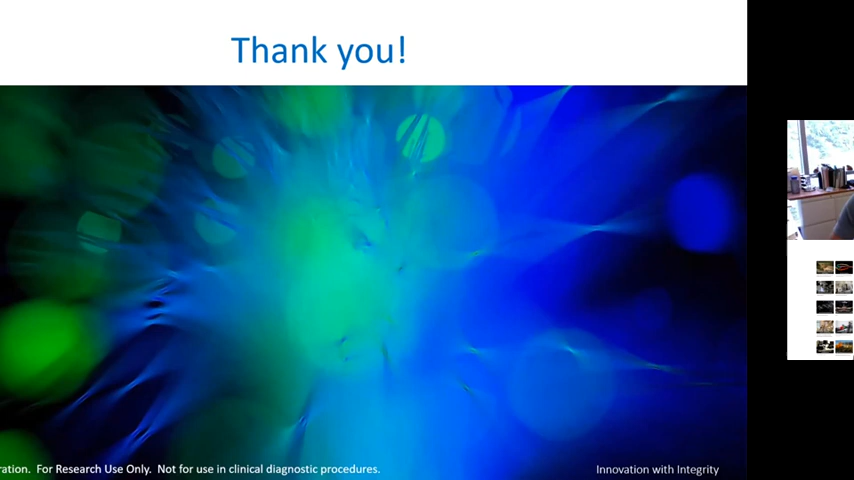 Thank you!
ration. For Research Use Only. Not for use in clinical diagnostic procedures.
Innovation with Integrity